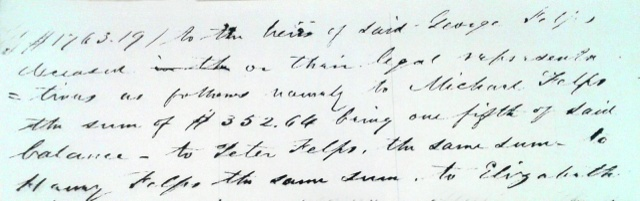 $1763.19/ to the heirs of said George Felps
deceased in the or their legal representa
= tives as follows namely to Michael Felps
the sum of $352.64 being one fifth of said
balance - to Peter Felps, the same sum - to
Henry Felps the same sum, to Elizabeth